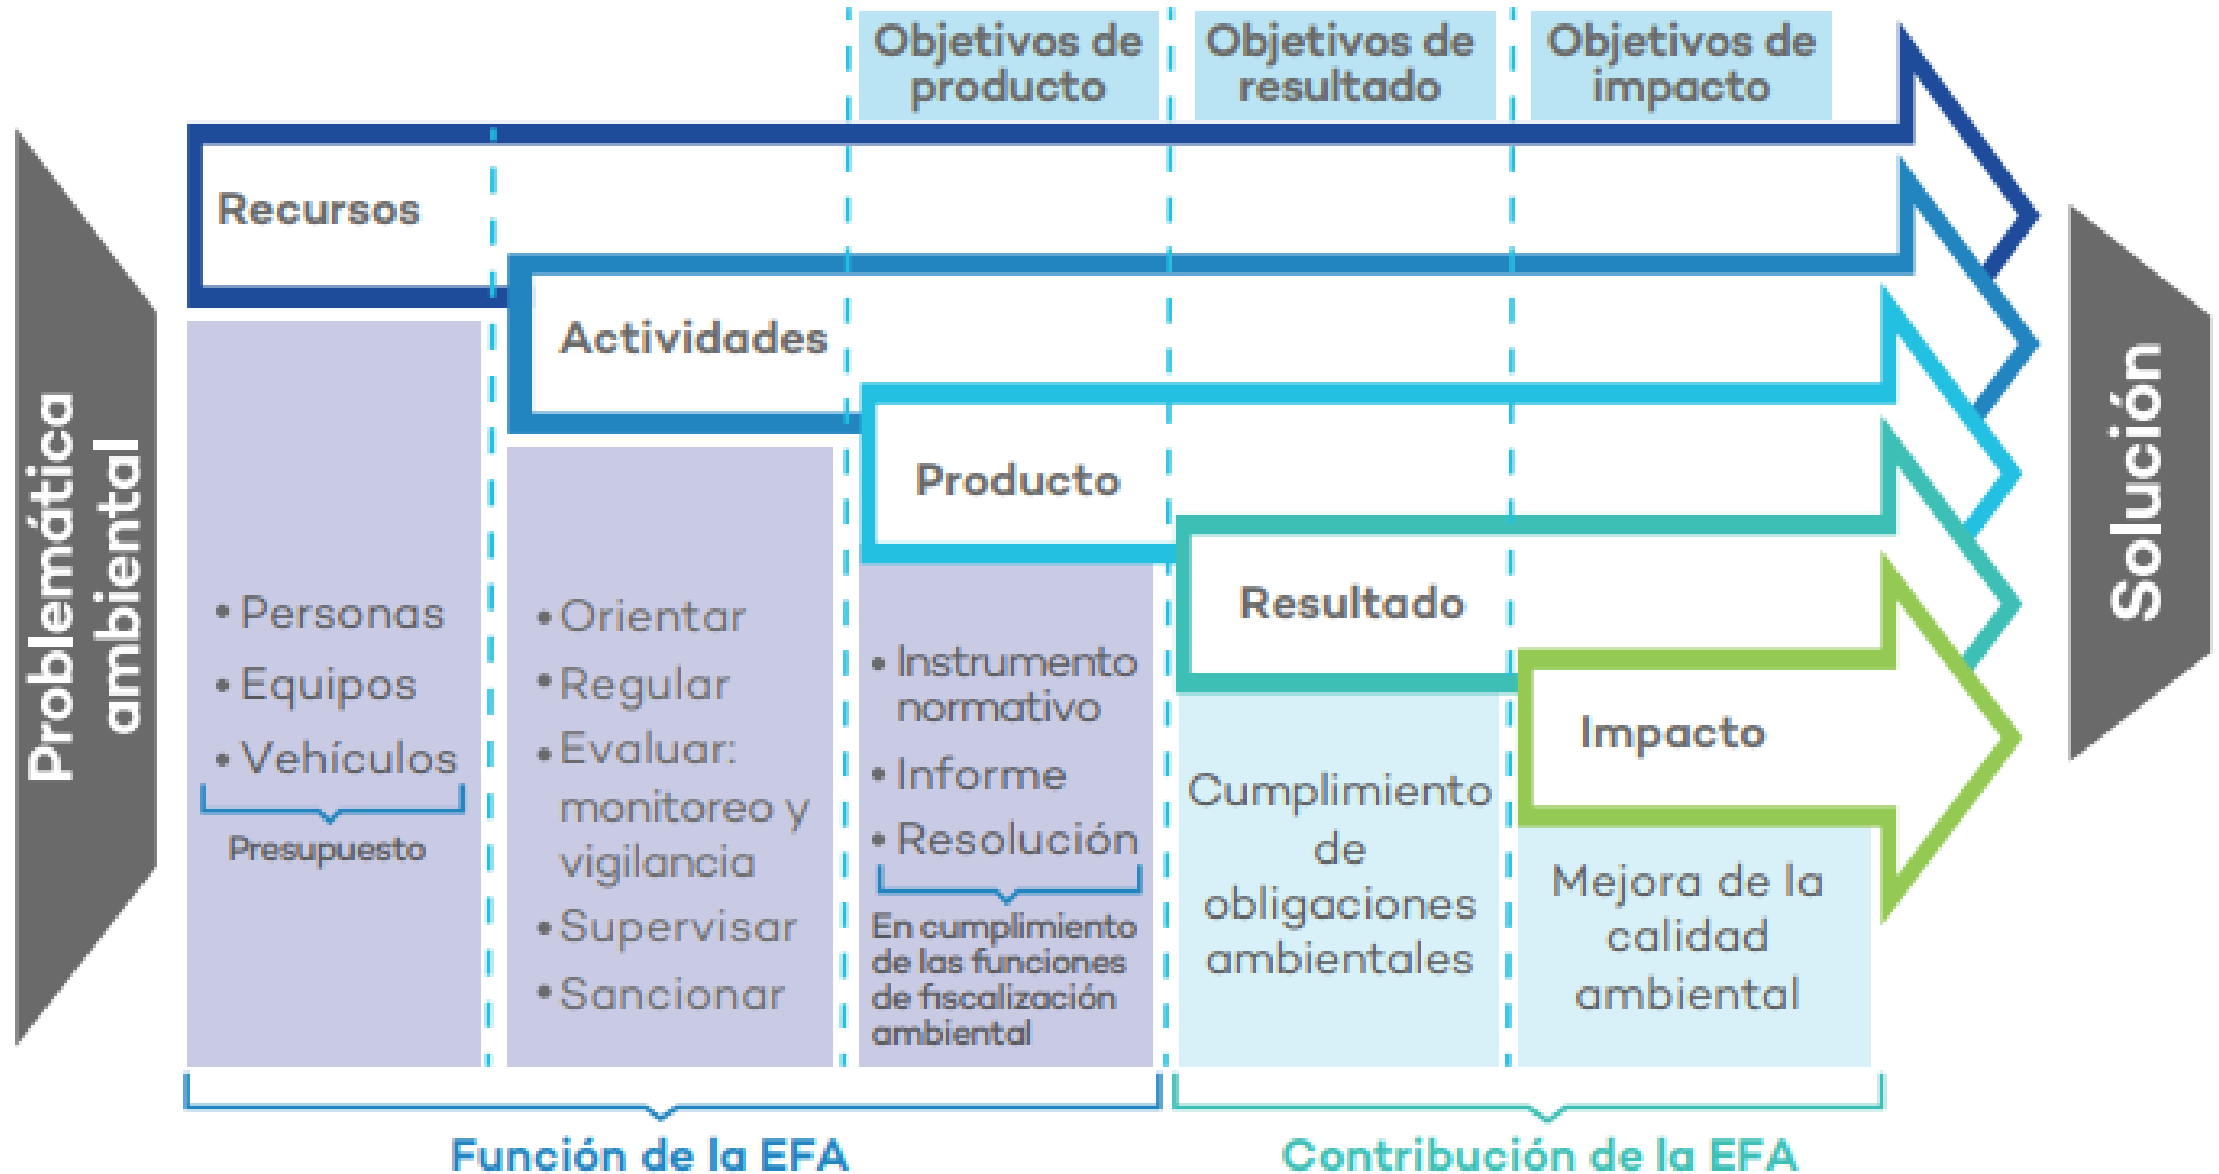 Objetivos de
producto
Objetivos de
resultado
Objetivos de
impacto
Problemática
ambiental
Recursos
• Personas
• Equipos
• Vehículos
Presupuesto
Actividades
• Orientar
• Regular
• Evaluar:
monitoreo y
vigilancia
• Supervisar
• Sancionar
Producto
• Instrumento
normativo
• Informe
• Resolución
En cumplimiento
de las funciones
de fiscalización
ambiental
Resultado
Cumplimiento
de
obligaciones
ambientales
Impacto
Mejora de la
calidad
ambiental
Solución
Función de la EFA
Contribución de la EFA